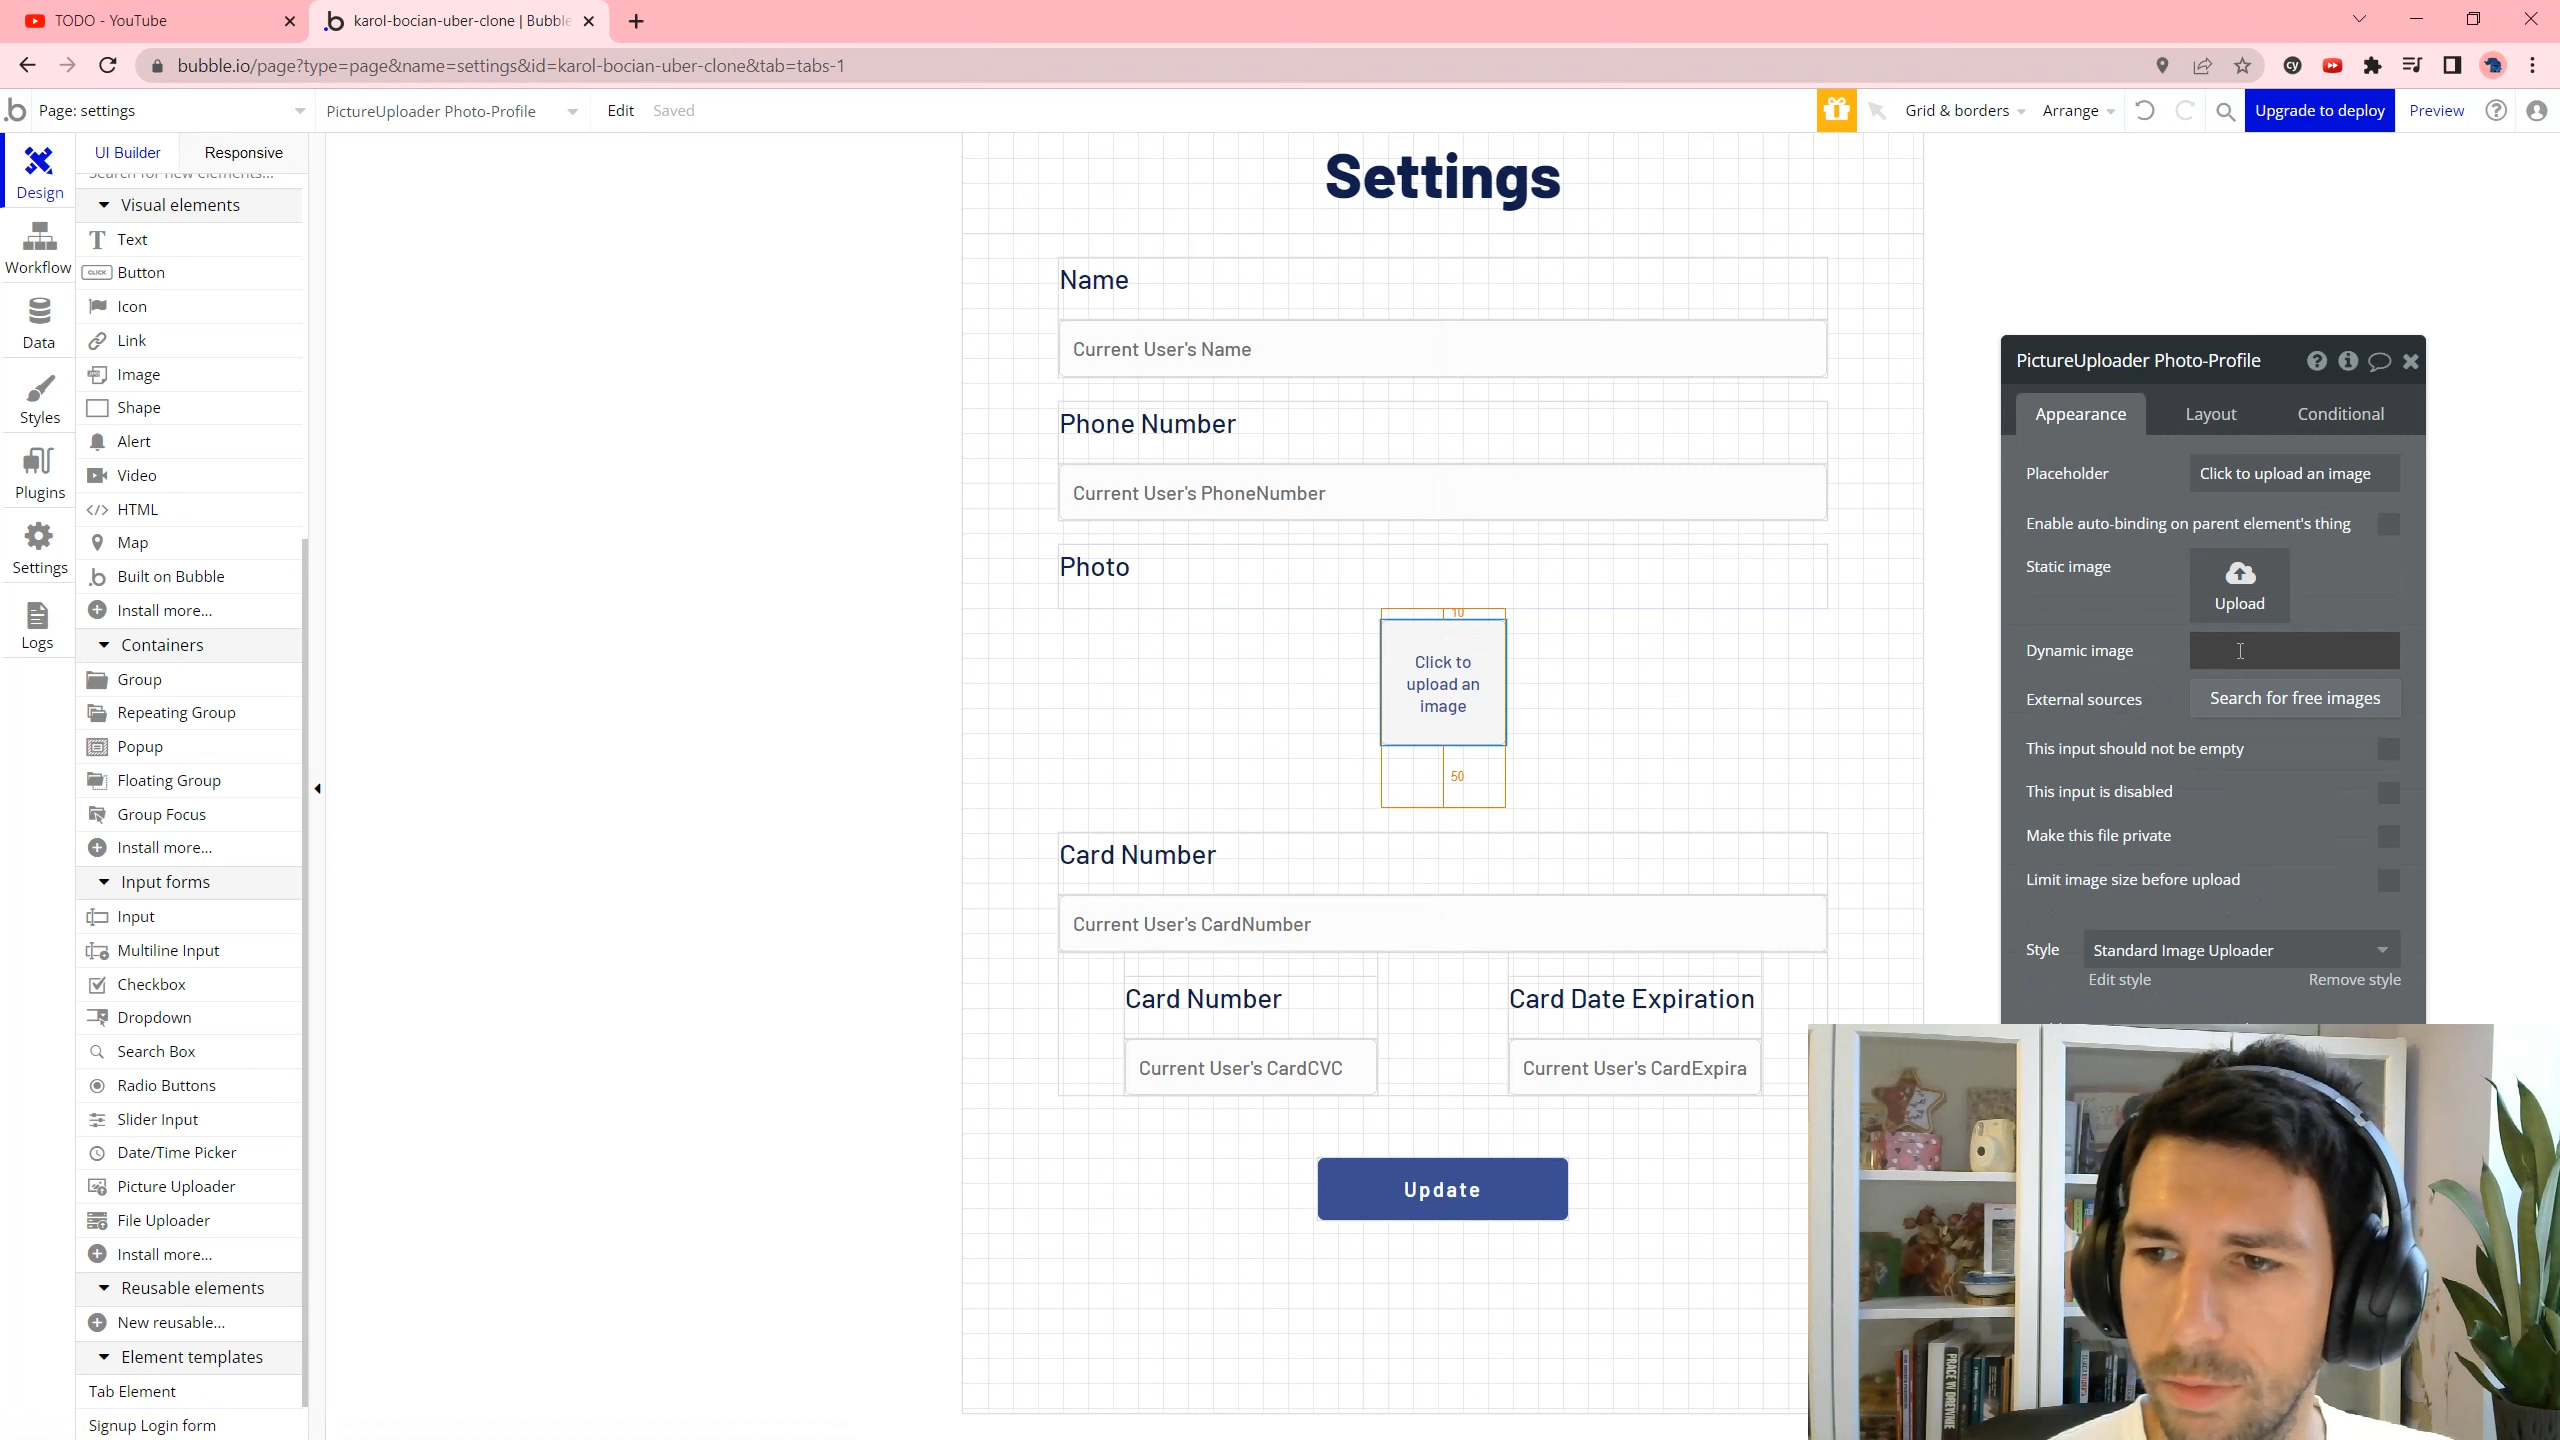 TODO - YouTube
karol-bocian-uber-clone | Bubble
bubble.io/page?type=page&name=settings&id=karol-bocian-uber-clone&tab=tabs-1
Page: settings
PictureUploader Photo-Profile
Edit
Saved
Grid & borders
Arrange
Upgrade to deploy
Preview
Design
Workflow
Data
Styles
Plugins
Settings
Logs
UI Builder
Responsive
Search for new elements...
Visual elements
Text
CLICK
Button
Icon
Link
Image
Shape
Alert
Video
HTML
Map
Built on Bubble
Install more...
Containers
Group
Repeating Group
Popup
Floating Group
Group Focus
Install more...
Input forms
Input
Multiline Input
Checkbox
Dropdown
Search Box
Radio Buttons
Slider Input
Date/Time Picker
Picture Uploader
File Uploader
Install more...
Reusable elements
New reusable...
Element templates
Tab Element
Signup Login form
Settings
Name
Current User's Name
Phone Number
Current User's PhoneNumber
Photo
10
Click to
upload an
image
50
Card Number
Current User's CardNumber
Card Number
Current User's CardCVC
Card Date Expiration
Current User's CardExpira
Update
PictureUploader Photo-Profile
Appearance
Layout
Conditional
Placeholder
Click to upload an image
Enable auto-binding on parent element's thing
Static image
Upload
Dynamic image
External sources
Search for free images
This input should not be empty
This input is disabled
Make this file private
Limit image size before upload
Style
Standard Image Uploader
Edit style
Remove style